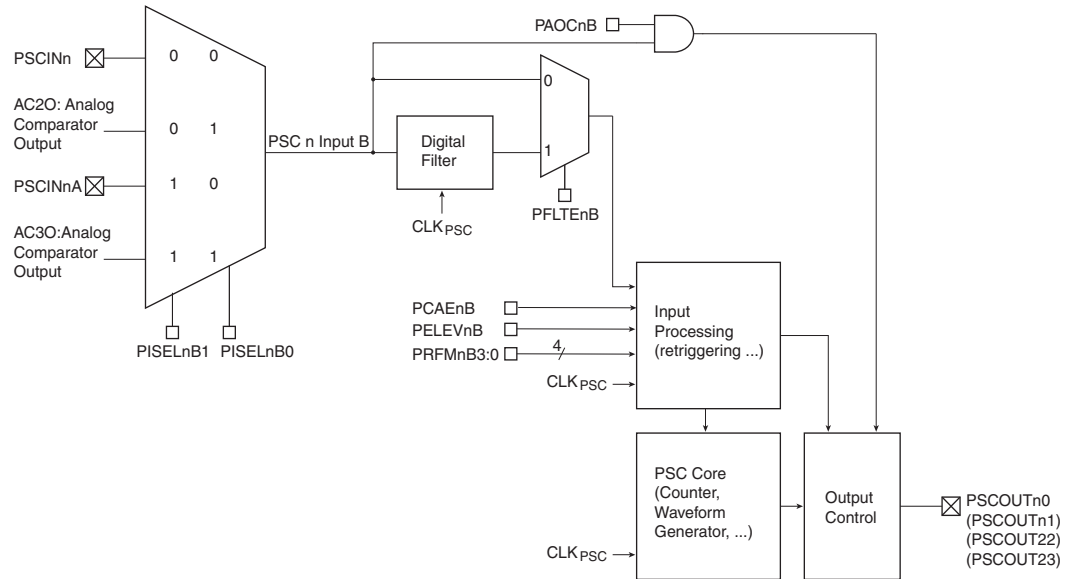 PAOCnB
PSCINn
0 0
AC2O: Analog
Comparator
Output
0 1
PSCINnA
1 0
AC3O:Analog
Comparator
Output
1 1
PISELnB1
PISELnB0
PSC n Input B
Digital
Filter
CLKPSC
0
1
PFLTEnB
PCAEnB
PELEVnB
PRFMnB3:0
4
CLKPSC
Input
Processing
(retriggering ...)
PSC Core
(Counter,
Waveform
Generator, ...)
CLKPSC
Output
Control
PSCOUTn0
(PSCOUTn1)
(PSCOUT22)
(PSCOUT23)